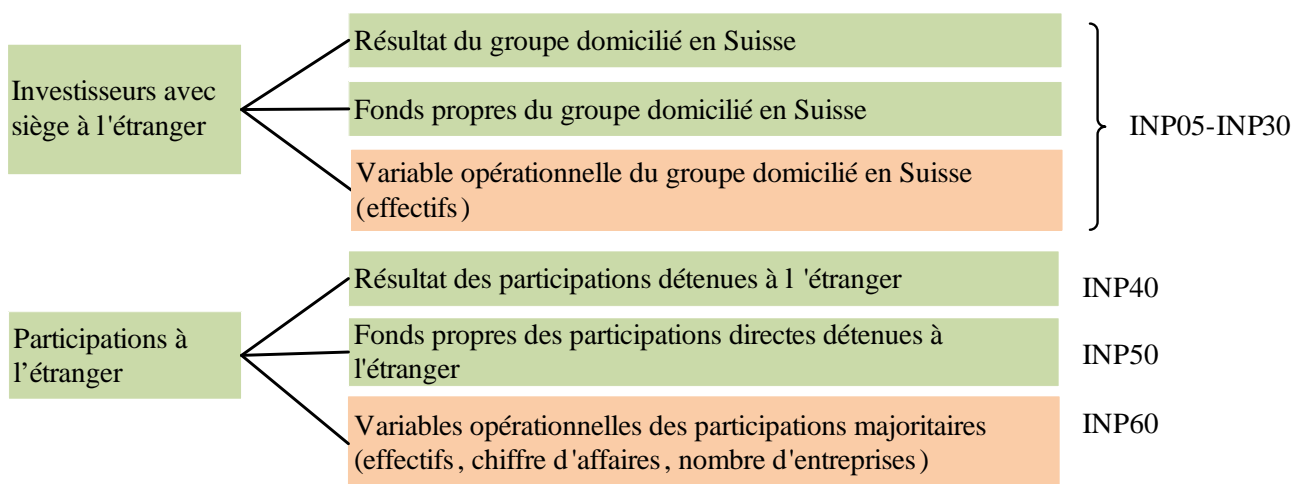 Investisseurs avec
siège à l'étranger
Résultat du groupe domicilié en Suisse
Fonds propres du groupe domicilié en Suisse
Variable opérationnelle du groupe domicilié en Suisse
(effectifs)
INP05-INP30
Participations à
l’étranger
Résultat des participations détenues à l 'étranger
INP40
Fonds propres des participations directes détenues à
l'étranger
INP50
Variables opérationnelles des participations majoritaires
(effectifs, chiffre d'affaires, nombre d'entreprises)
INP60